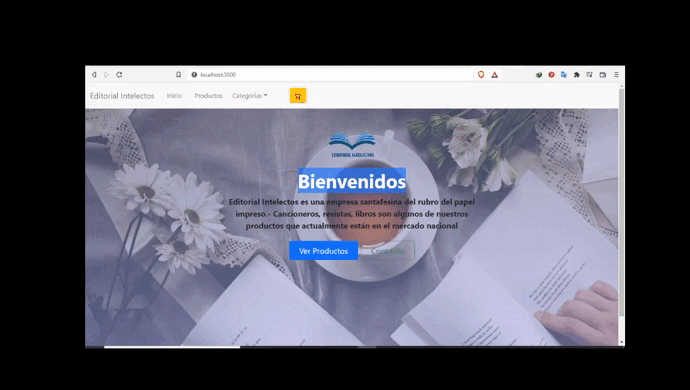 localhost:3000
Editorial Intelectos Inicio Productos Categorías
EDITORIAL INTELECTOS
Bienvenidos
Editorial Intelectos es una empresa santafesina del rubro del papel
impreso.- Cancioneros, revistas, libros son algunos de nuestros
productos que actualmente están en el mercado nacional
Ver Productos